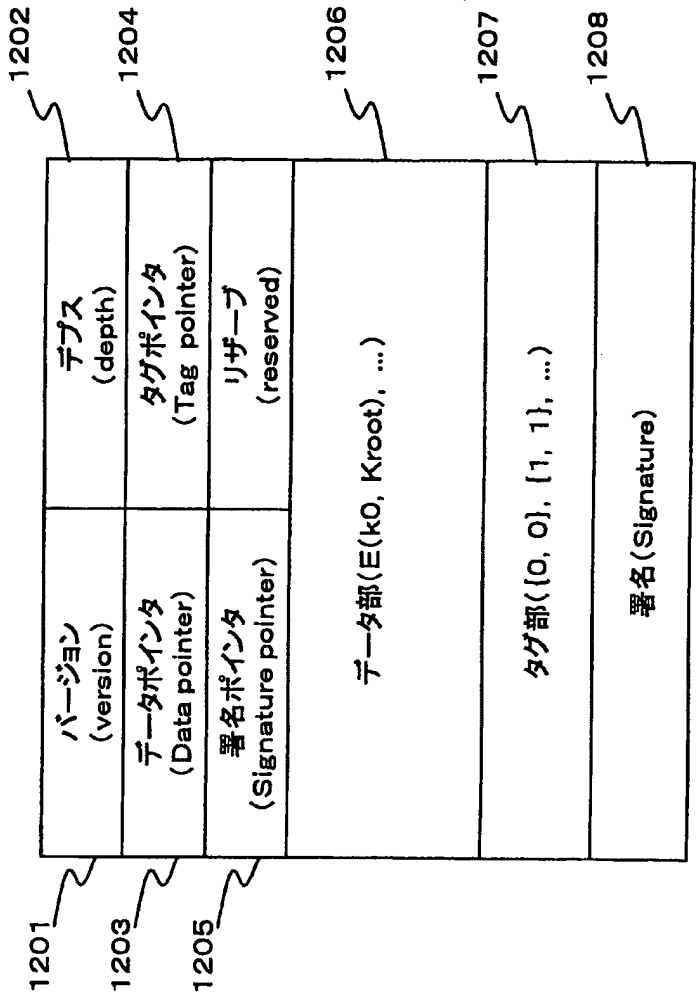 1202
1204
1206
1207
1208
バージョン
(version)
デプス
(depth)
データポインタ
(Data pointer)
タグポインタ
(Tag pointer)
署名ポインタ
(Signature pointer)
リザーブ
(reserved)
データ部(E(k0, Kroot), ...)
タグ部({0, 0}, {1, 1}, ...)
署名(Signature)
1201
1203
1205